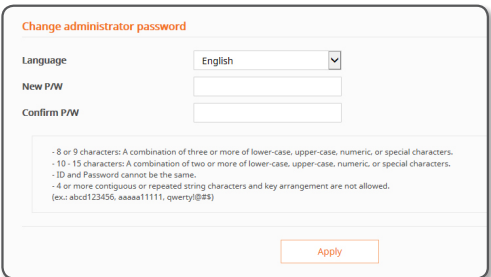 Change administrator password
Language English
New P/W
Confirm P/W
- 8 or 9 characters: A combination of three or more of lower-case, upper-case, numeric, or special characters.
- 10 - 15 characters: A combination of two or more of lower-case, upper-case, numeric, or special characters.
- ID and Password cannot be the same.
- 4 or more contiguous or repeated string characters and key arrangement are not allowed.
(ex.: abcd123456, aaaaa11111, qwerty!@#$)
Apply